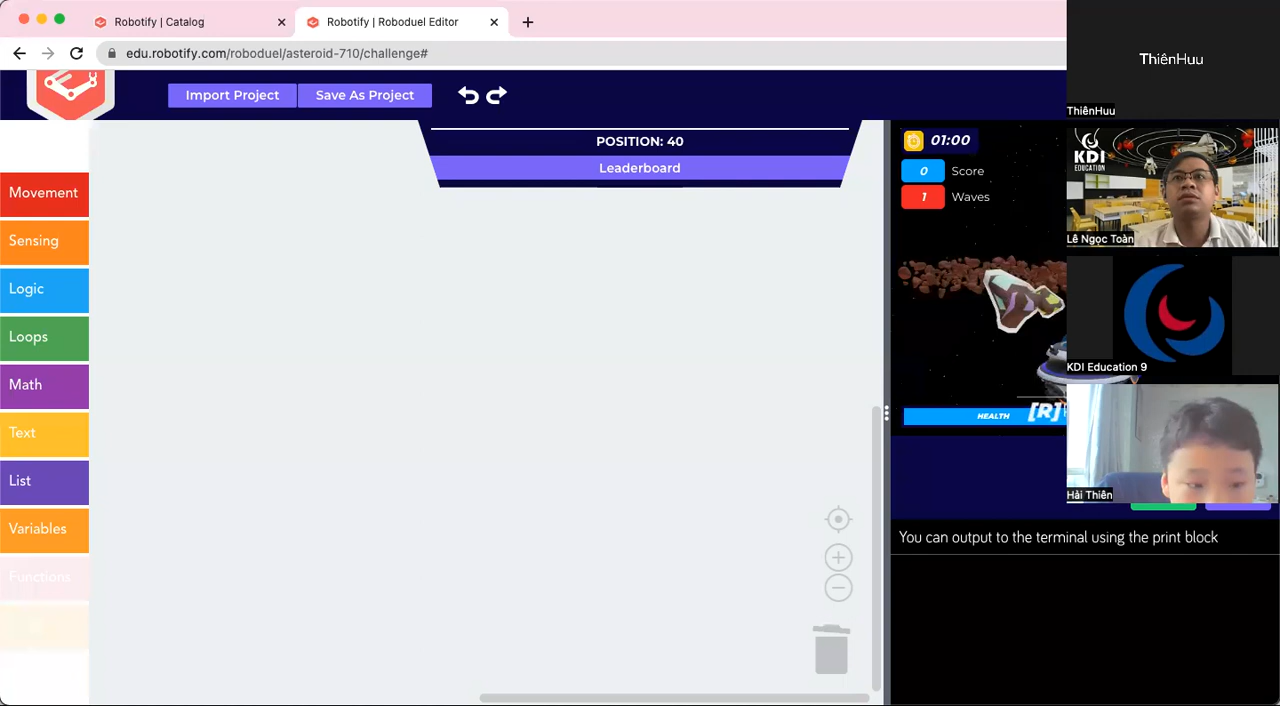 Robotify | Catalog
Robotify | Roboduel Editor
edu.robotify.com/roboduel/asteroid-710/challenge#
Import Project
Save As Project
POSITION: 40
Leaderboard
Movement
Sensing
Logic
Loops
Math
Text
List
Variables
Functions
01:00
0 Score
1 Waves
HEALTH
[R]
You can output to the terminal using the print block
ThiênHuu
ThiênHuu
KDI
EDUCATION
Lê Ngọc Toàn
KDI Education 9
Hải Thiên